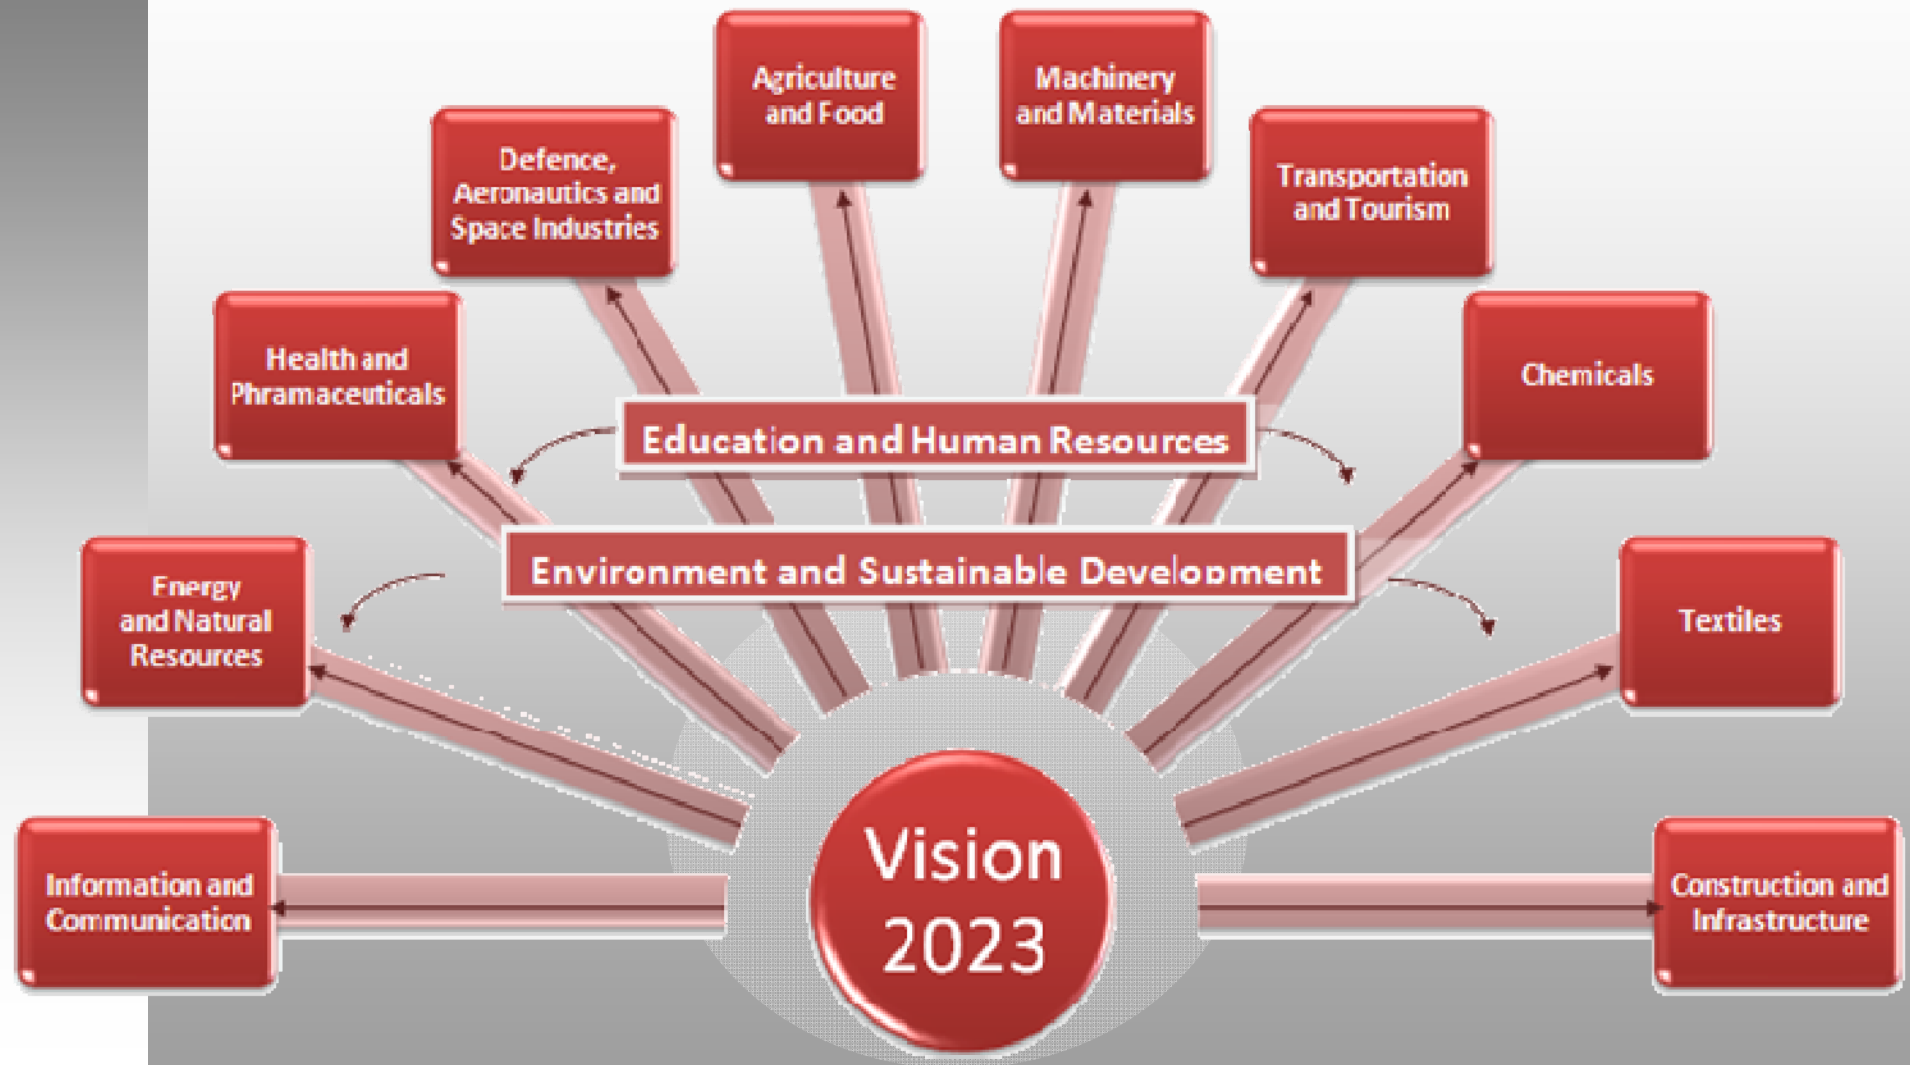 Agriculture
and Food
Machinery
and Materials
Defence,
Aeronautics and
Space Industries
Transportation
and Tourism
Health and
Phramaceuticals
Chemicals
Education and Human Resources
Environment and Sustainable Development
Energy
and Natural
Resources
Textiles
Information and
Communication
Vision
2023
Construction and
Infrastructure